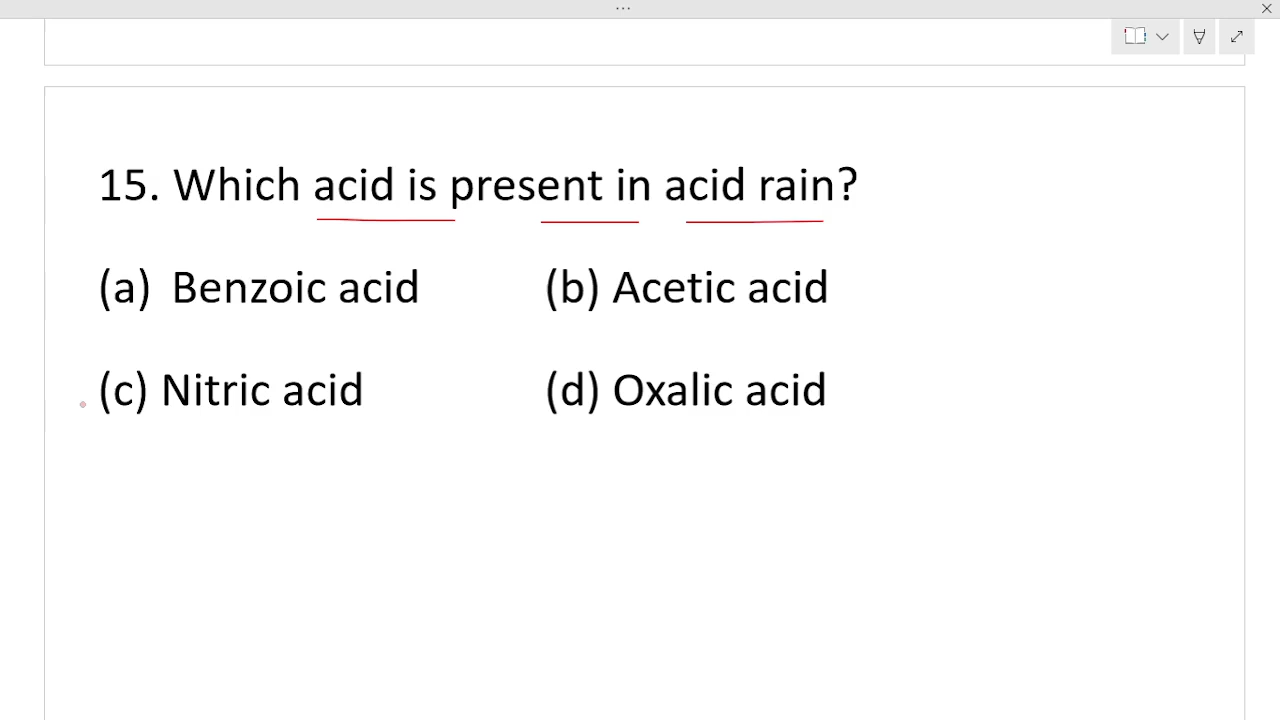 15. Which acid is present in acid rain?
(a) Benzoic acid (b) Acetic acid
(c) Nitric acid (d) Oxalic acid